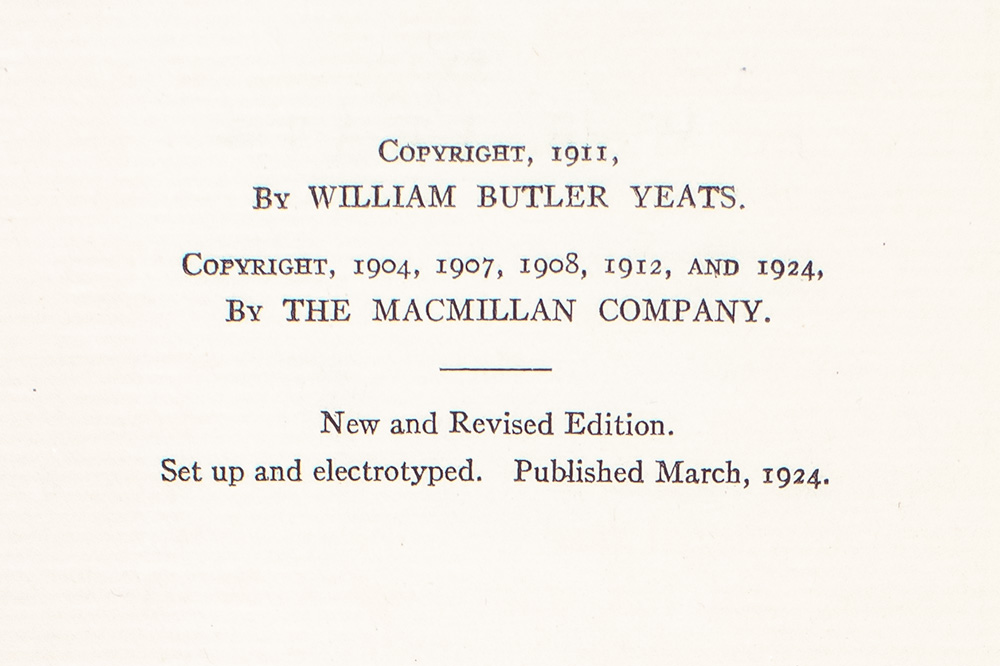 Copyright, 1911,
By WILLIAM BUTLER YEATS.
Copyright, 1904, 1907, 1908, 1912, and 1924,
By THE MACMILLAN COMPANY.
New and Revised Edition.
Set up and electrotyped. Published March, 1924.